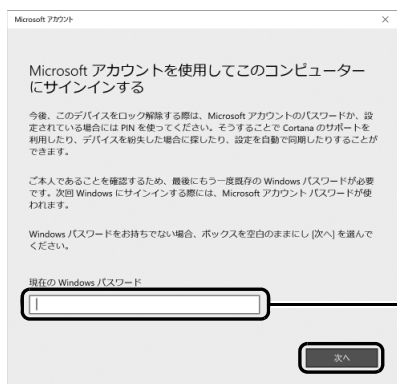 Microsoft アカウント
Microsoft アカウントを使用してこのコンピューター
にサインインする
今後、このデバイスをロック解除する際は、Microsoft アカウントのパスワードか、設
定されている場合には PIN を使ってください。そうすることで Cortana のサポートを
利用したり、デバイスを紛失した場合に探したり、設定を自動で同期したりすることが
できます。
ご本人であることを確認するため、最後にもう一度既存の Windows パスワードが必要
です。次回 Windows にサインインする際には、Microsoft アカウント パスワードが使
われます。
Windows パスワードをお持ちでない場合、ボックスを空白のままにし [次へ] を選んで
ください。
現在の Windows パスワード
次へ